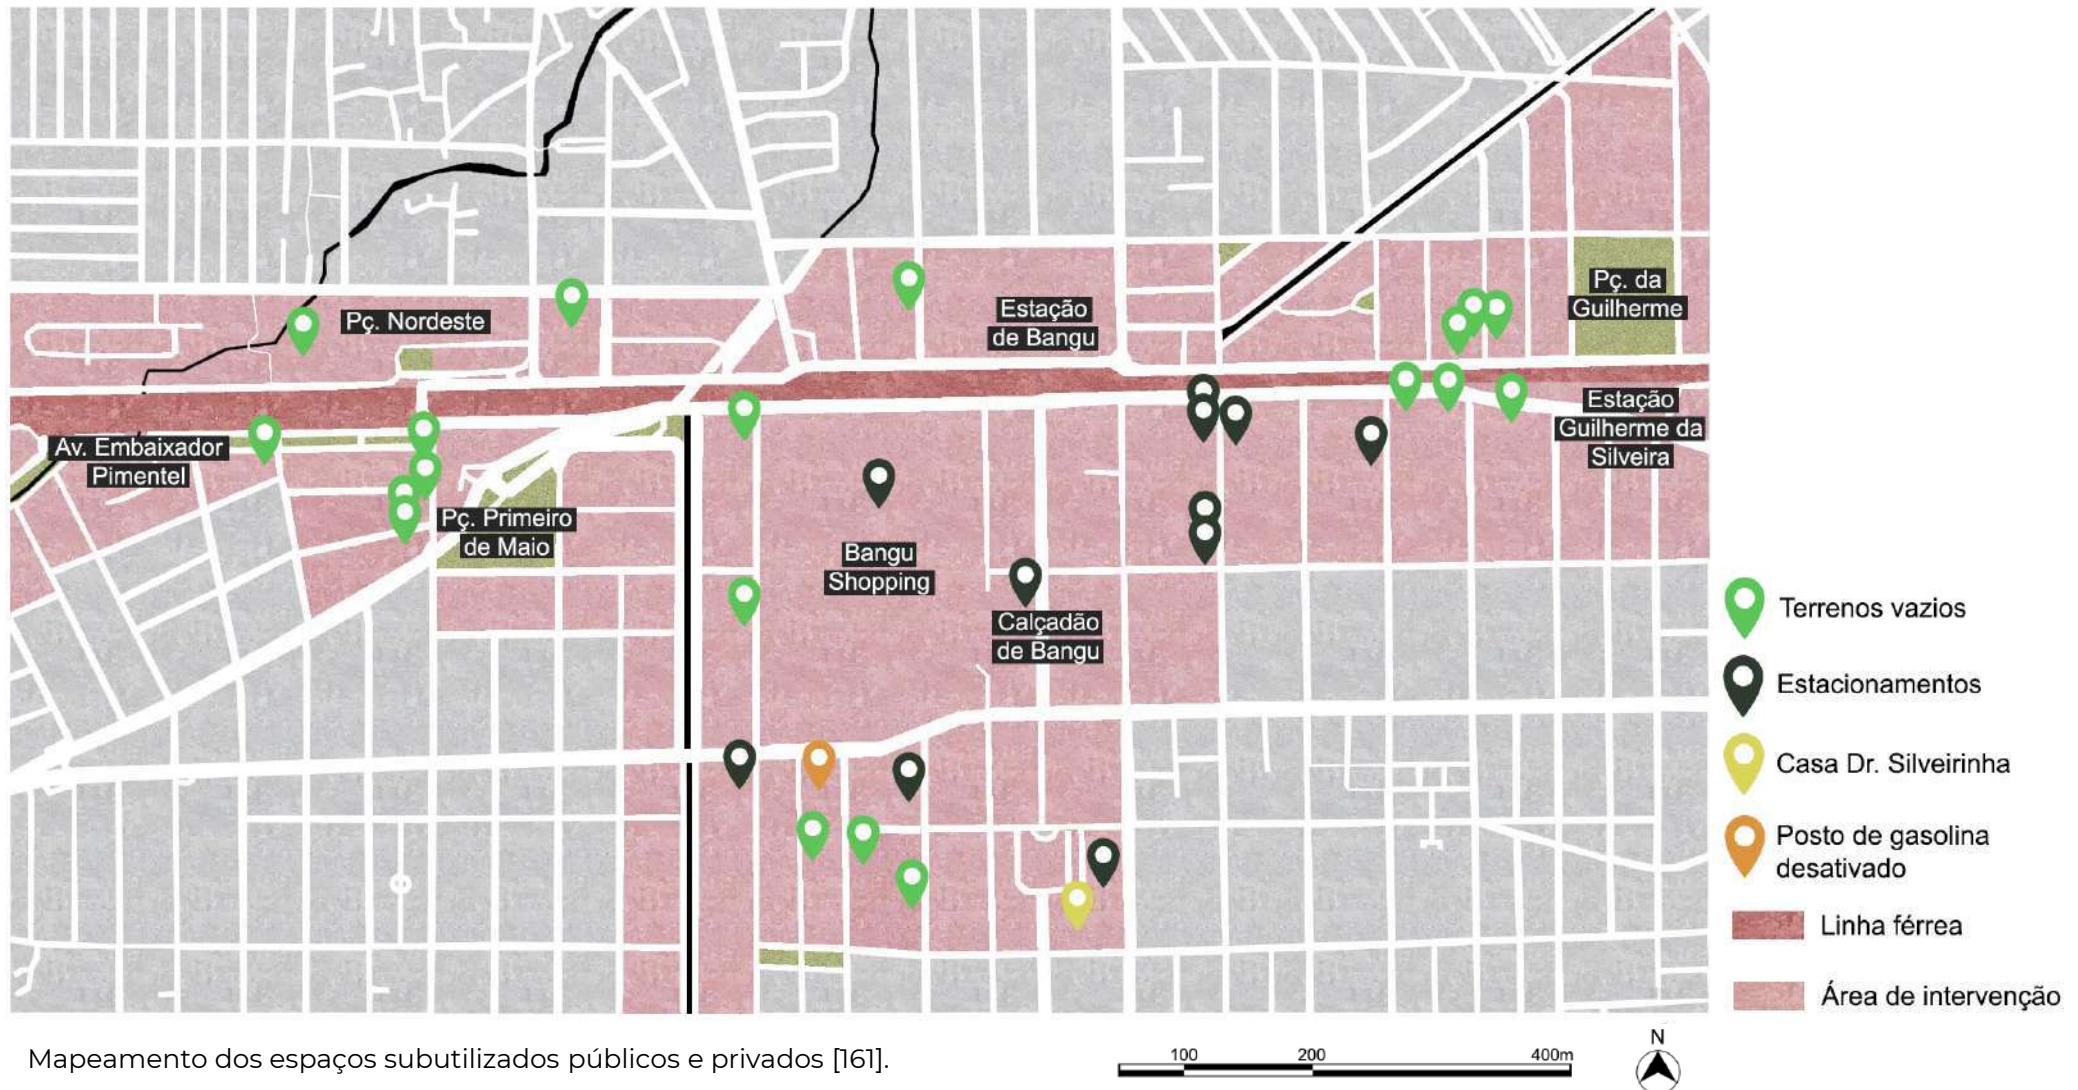 Pç. da
Guilherme
Estação
de Bangu
Pç. Nordeste
Estação
Guilherme da
Silveira
Av. Embaixador
Pimentel
Pç. Primeiro
de Maio
Bangu
Shopping
Calçadão
de Bangu
Terrenos vazios
Estacionamentos
Casa Dr. Silveirinha
Posto de gasolina
desativado
Linha férrea
Área de intervenção
Mapeamento dos espaços subutilizados públicos e privados [161].
100 200 400m
N